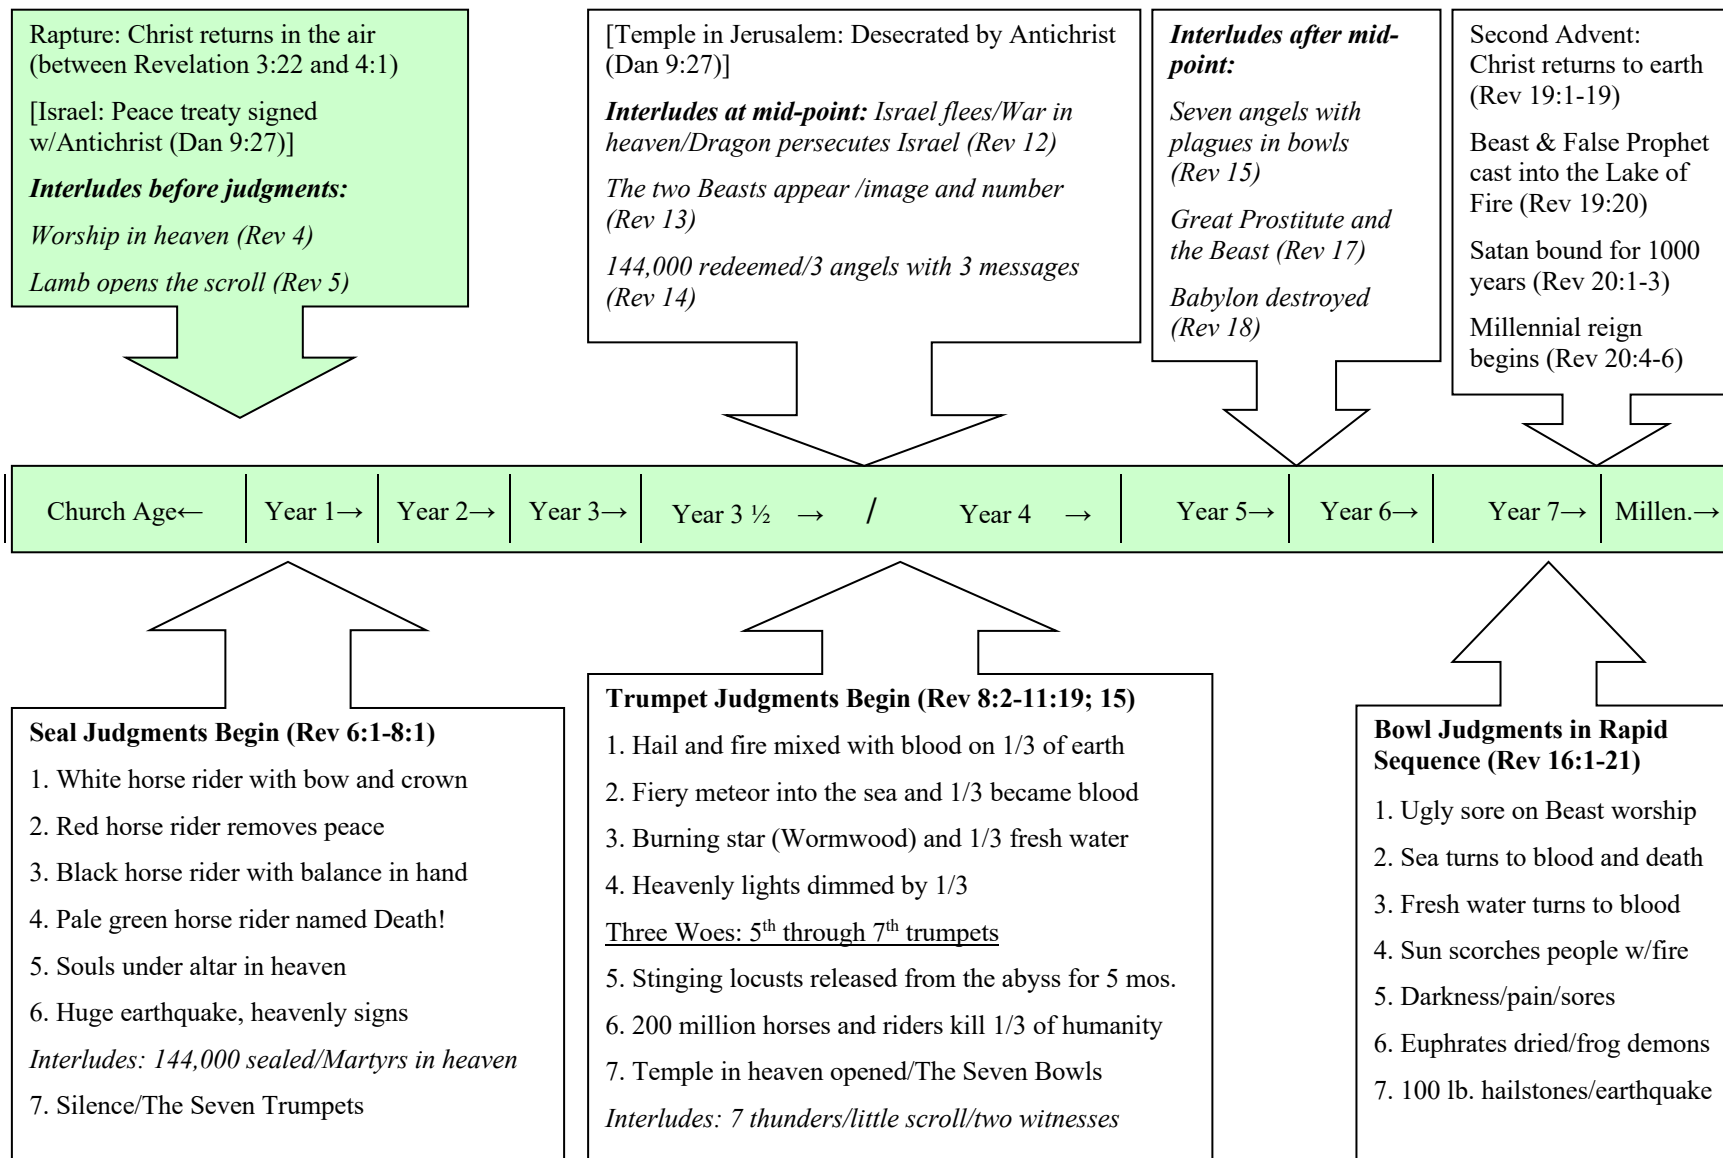 Rapture: Christ returns in the air
(between Revelation 3:22 and 4:1)
[Israel: Peace treaty signed
w/Antichrist (Dan 9:27)]
Interludes before judgments:
Worship in heaven (Rev 4)
Lamb opens the scroll (Rev 5)
[Temple in Jerusalem: Desecrated by Antichrist
(Dan 9:27)]
Interludes at mid-point: Israel flees/War in
heaven/Dragon persecutes Israel (Rev 12)
The two Beasts appear /image and number
(Rev 13)
144,000 redeemed/3 angels with 3 messages
(Rev 14)
Interludes after mid-
point:
Seven angels with
plagues in bowls
(Rev 15)
Great Prostitute and
the Beast (Rev 17)
Babylon destroyed
(Rev 18)
Second Advent:
Christ returns to earth
(Rev 19:1-19)
Beast & False Prophet
cast into the Lake of
Fire (Rev 19:20)
Satan bound for 1000
years (Rev 20:1-3)
Millennial reign
begins (Rev 20:4-6)
Church Age← Year 1→ Year 2→ Year 3→ Year 3 ½ → / Year 4 → Year 5→ Year 6→ Year 7→ Millen.→
Seal Judgments Begin (Rev 6:1-8:1)
1. White horse rider with bow and crown
2. Red horse rider removes peace
3. Black horse rider with balance in hand
4. Pale green horse rider named Death!
5. Souls under altar in heaven
6. Huge earthquake, heavenly signs
Interludes: 144,000 sealed/Martyrs in heaven
7. Silence/The Seven Trumpets
Trumpet Judgments Begin (Rev 8:2-11:19; 15)
1. Hail and fire mixed with blood on 1/3 of earth
2. Fiery meteor into the sea and 1/3 became blood
3. Burning star (Wormwood) and 1/3 fresh water
4. Heavenly lights dimmed by 1/3
Three Woes: 5th through 7th trumpets
5. Stinging locusts released from the abyss for 5 mos.
6. 200 million horses and riders kill 1/3 of humanity
7. Temple in heaven opened/The Seven Bowls
Interludes: 7 thunders/little scroll/two witnesses
Bowl Judgments in Rapid
Sequence (Rev 16:1-21)
1. Ugly sore on Beast worship
2. Sea turns to blood and death
3. Fresh water turns to blood
4. Sun scorches people w/fire
5. Darkness/pain/sores
6. Euphrates dried/frog demons
7. 100 lb. hailstones/earthquake